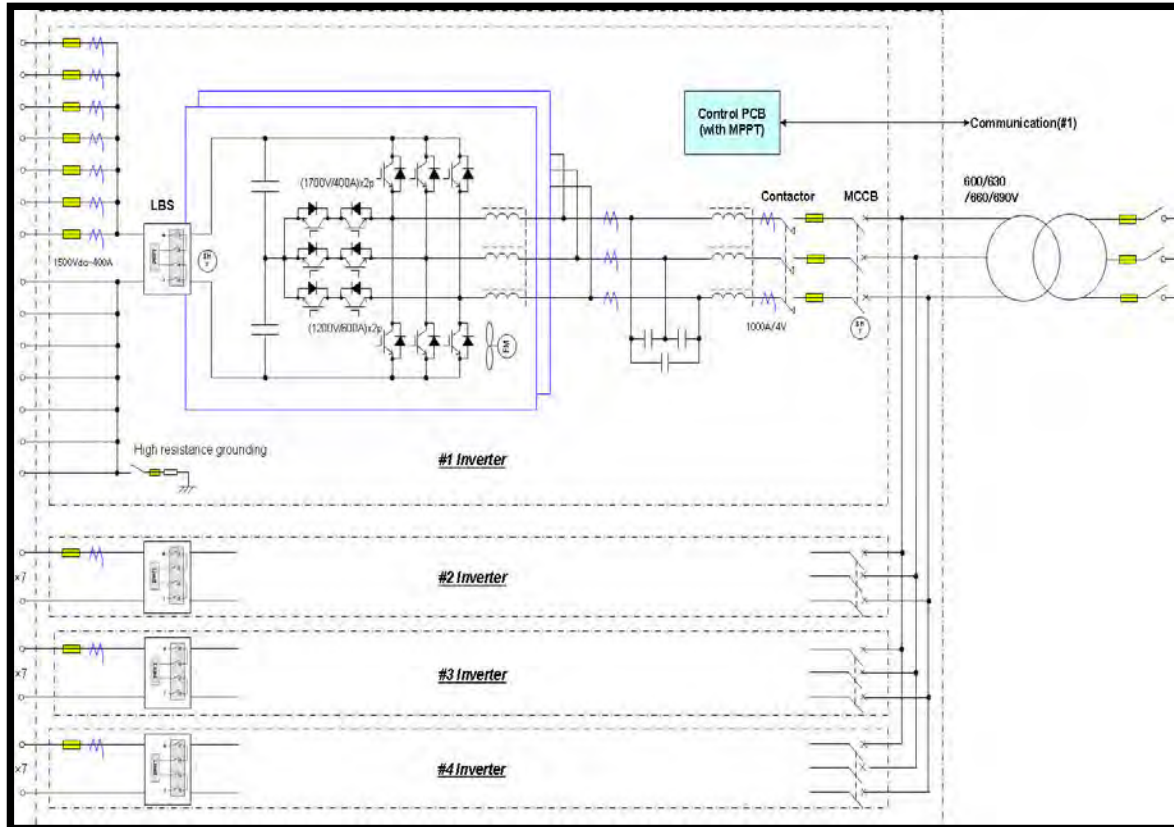 Control PCB
(with MPPT)
Communication(#1)
600/630
/660/690V
LBS
(1700V/400A)x2p
Contactor
MCCB
1500Vdc~400A
(1200V/600A)x2p
FM
1000A/4V
High resistance grounding
#1 Inverter
x7
#2 Inverter
x7
#3 Inverter
x7
#4 Inverter